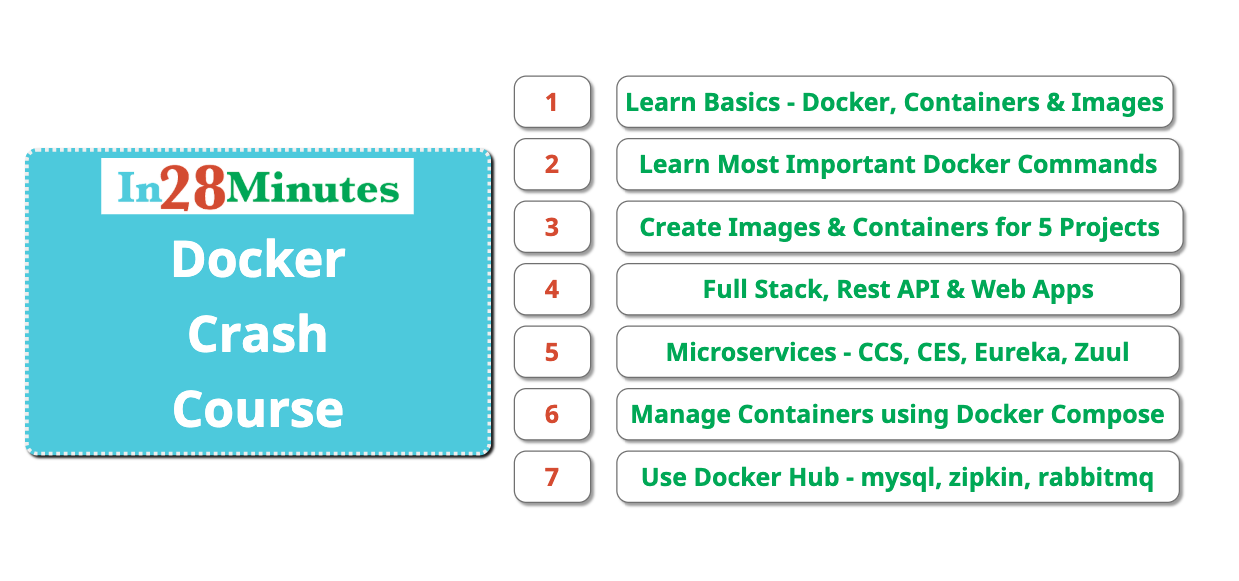 In28Minutes
Docker
Crash
Course
1 Learn Basics - Docker, Containers & Images
2 Learn Most Important Docker Commands
3 Create Images & Containers for 5 Projects
4 Full Stack, Rest API & Web Apps
5 Microservices - CCS, CES, Eureka, Zuul
6 Manage Containers using Docker Compose
7 Use Docker Hub - mysql, zipkin, rabbitmq